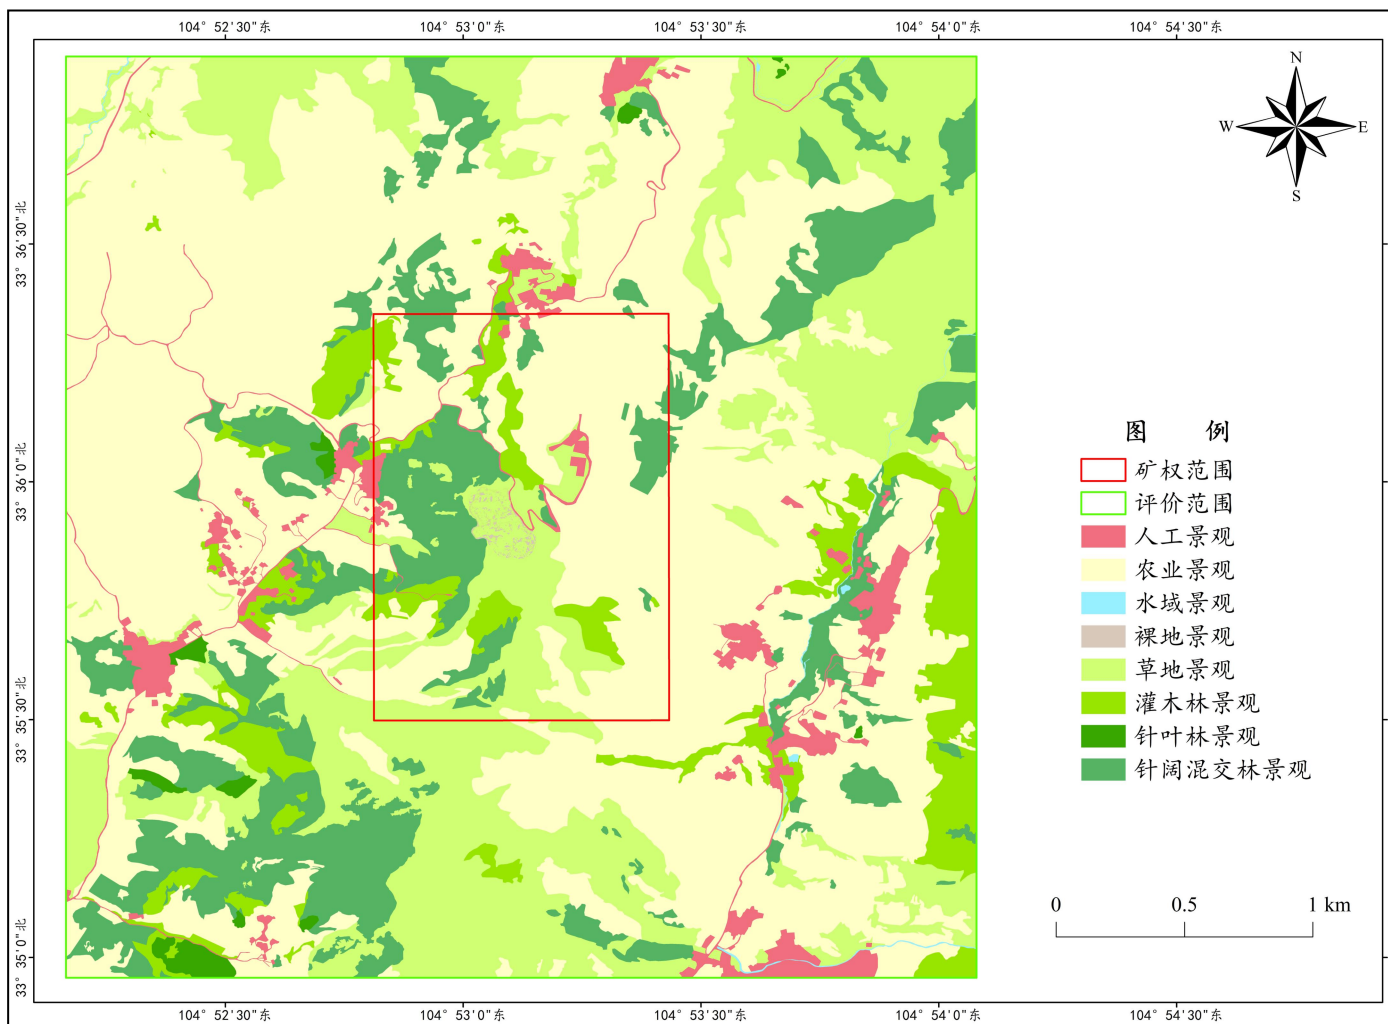 104° 52'30"东 104° 53'0"东 104° 53'30"东 104° 54'0"东 104° 54'30"东
N
W E
S
33° 36'30"北
33° 36'0"北
33° 35'30"北
33° 35'0"北
图 例
矿权范围
评价范围
人工景观
农业景观
水域景观
裸地景观
草地景观
灌木林景观
针叶林景观
针阔混交林景观
0 0.5 1 km
104° 52'30"东 104° 53'0"东 104° 53'30"东 104° 54'0"东 104° 54'30"东